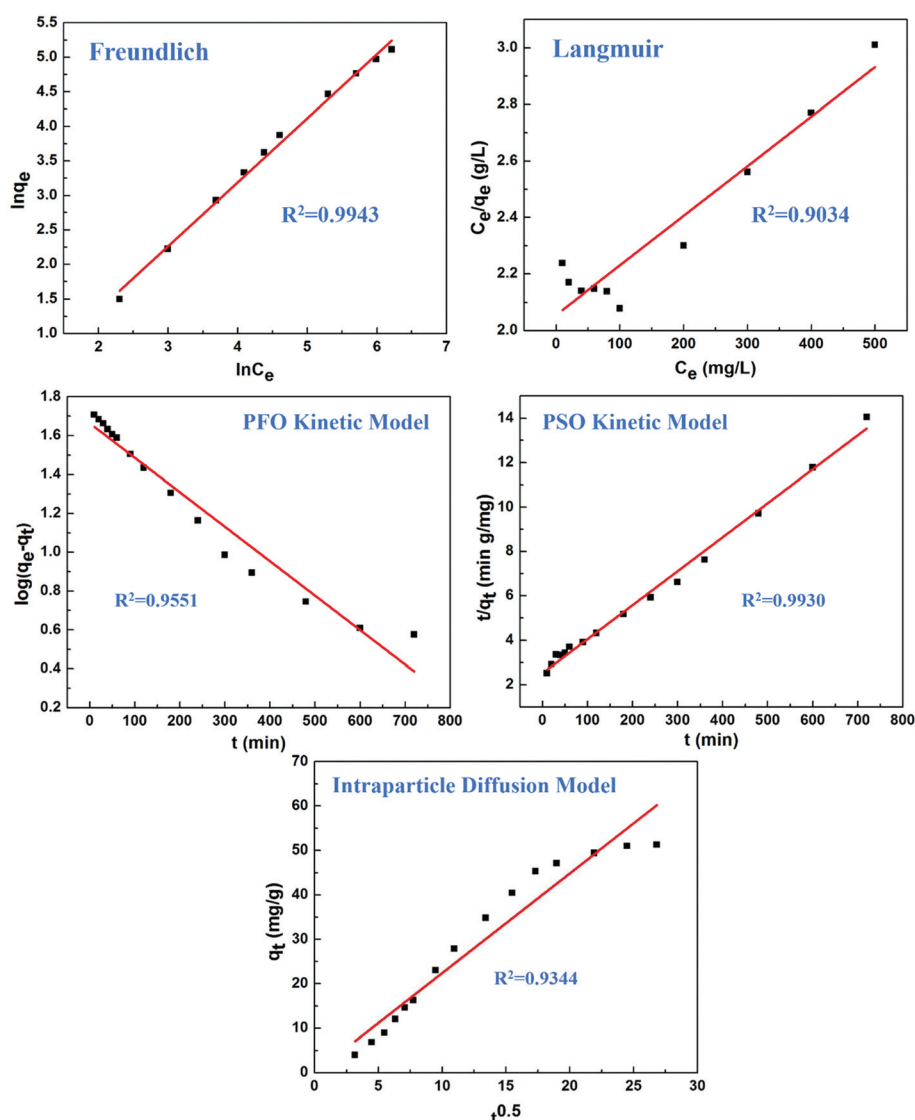 Freundlich
R²=0.9943
lnqₑ
5.5
5.0
4.5
4.0
3.5
3.0
2.5
2.0
1.5
1.0
2 3 4 5 6 7
lnCₑ
Langmuir
R²=0.9034
Cₑ/qₑ (g/L)
3.0
2.8
2.6
2.4
2.2
2.0
0 100 200 300 400 500
Cₑ (mg/L)
PFO Kinetic Model
R²=0.9551
log(qₑ-qₜ)
1.8
1.6
1.4
1.2
1.0
0.8
0.6
0.4
0.2
0 100 200 300 400 500 600 700 800
t (min)
PSO Kinetic Model
R²=0.9930
t/qₜ (min g/mg)
14
12
10
8
6
4
2
0 100 200 300 400 500 600 700 800
t (min)
Intraparticle Diffusion Model
R²=0.9344
qₜ (mg/g)
70
60
50
40
30
20
10
0
0 5 10 15 20 25 30
t⁰·⁵